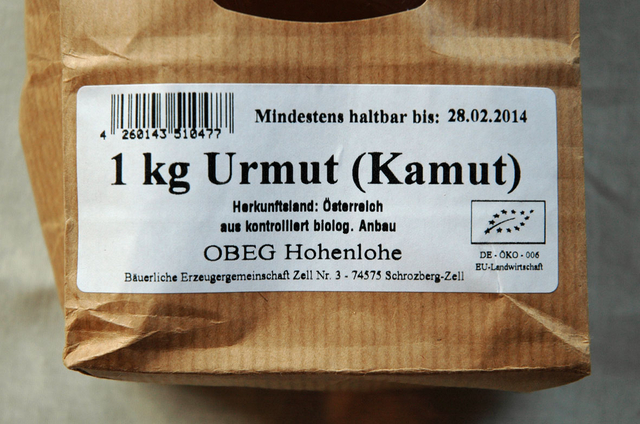 Mindestens haltbar bis: 28.02.2014
4 260143 510477
1 kg Urmut (Kamut)
Herkunftsland: Österreich
aus kontrolliert biolog. Anbau
OBEG Hohenlohe
DE - ÖKO - 006
EU-Landwirtschaft
Bäuerliche Erzeugergemeinschaft Zell Nr. 3 - 74575 Schrozberg-Zell